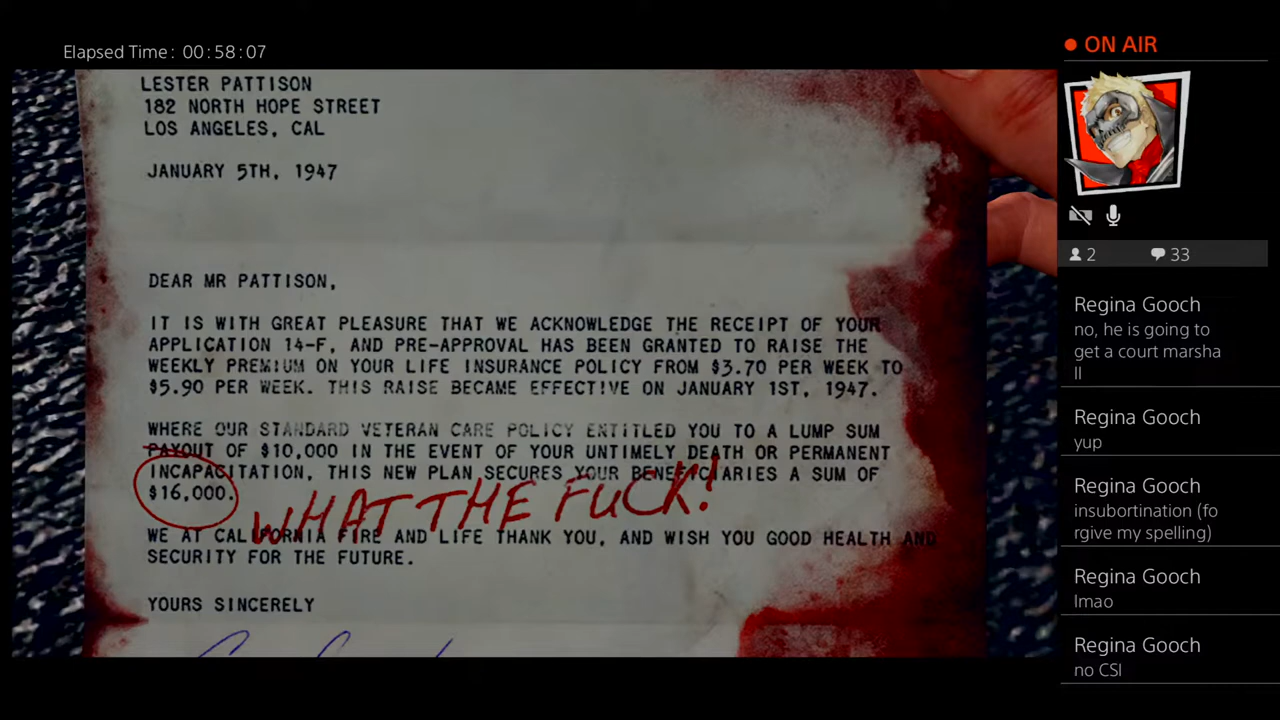 Elapsed Time: 00:58:07
LESTER PATTISON
182 NORTH HOPE STREET
LOS ANGELES, CAL
JANUARY 5TH, 1947
DEAR MR PATTISON,
IT IS WITH GREAT PLEASURE THAT WE ACKNOWLEDGE THE RECEIPT OF YOUR
APPLICATION 14-F, AND PRE-APPROVAL HAS BEEN GRANTED TO RAISE THE
WEEKLY PREMIUM ON YOUR LIFE INSURANCE POLICY FROM $3.70 PER WEEK TO
$5.90 PER WEEK. THIS RAISE BECAME EFFECTIVE ON JANUARY 1ST, 1947.
WHERE OUR STANDARD VETERAN CARE POLICY ENTITLED YOU TO A LUMP SUM
PAYOUT OF $10,000 IN THE EVENT OF YOUR UNTIMELY DEATH OR PERMANENT
INCAPACITATION, THIS NEW PLAN SECURES YOUR BENEFICIARIES A SUM OF
$16,000.
WHAT THE FUCK!
WE AT CALIFORNIA FIRE AND LIFE THANK YOU, AND WISH YOU GOOD HEALTH AND
SECURITY FOR THE FUTURE.
YOURS SINCERELY
ON AIR
2 33
Regina Gooch
no, he is going to
get a court marsha
ll
Regina Gooch
yup
Regina Gooch
insubortination (fo
rgive my spelling)
Regina Gooch
lmao
Regina Gooch
no CSI